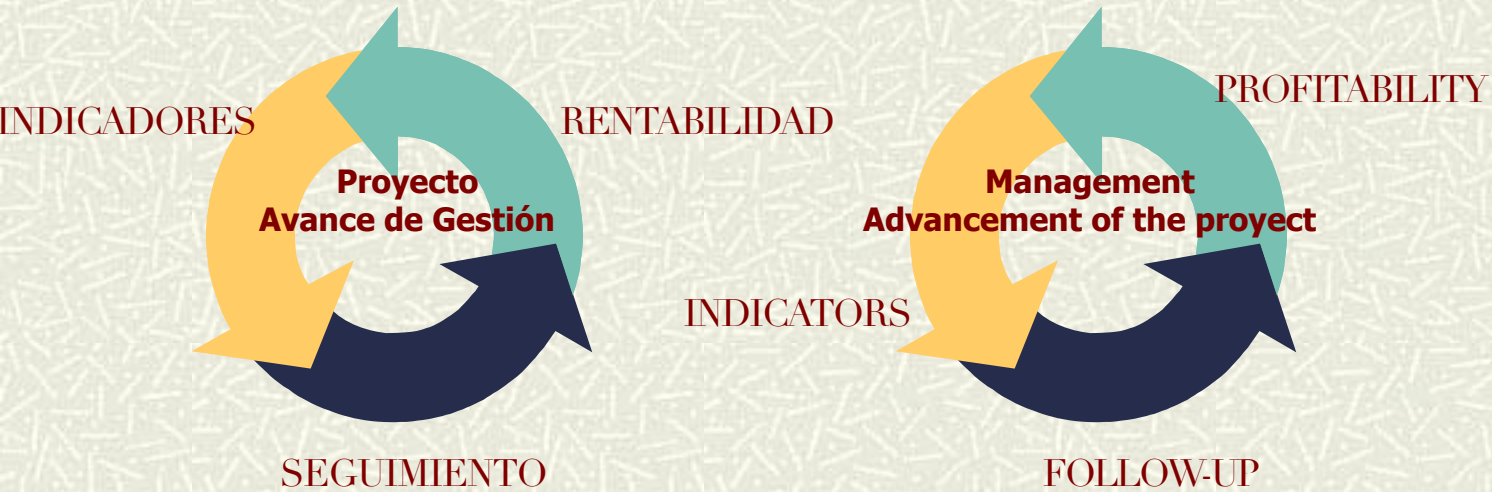 INDICADORES
RENTABILIDAD
Proyecto
Avance de Gestión
SEGUIMIENTO
PROFITABILITY
Management
Advancement of the proyect
INDICATORS
FOLLOW-UP